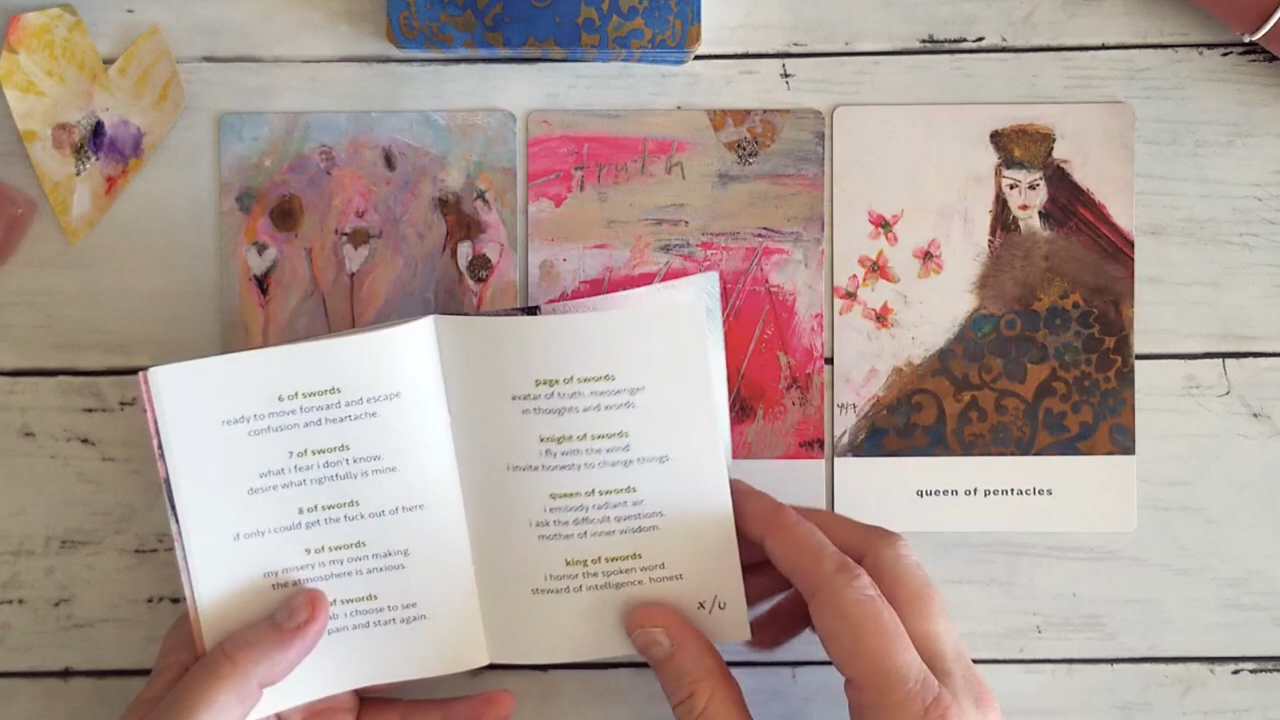 truth
447
queen of pentacles
6 of swords
ready to move forward and escape
confusion and heartache.
7 of swords
what i fear i don't know.
desire what rightfully is mine.
8 of swords
if only i could get the fuck out of here.
9 of swords
my misery is my own making.
the atmosphere is anxious.
of swords
i choose to see
pain and start again.
page of swords
avatar of truth. messenger
in thoughts and words.
knight of swords
i fly with the wind.
i invite honesty to change things.
queen of swords
i embody radiant air.
i ask the difficult questions.
mother of inner wisdom.
king of swords
i honor the spoken word.
steward of intelligence. honest
x/u